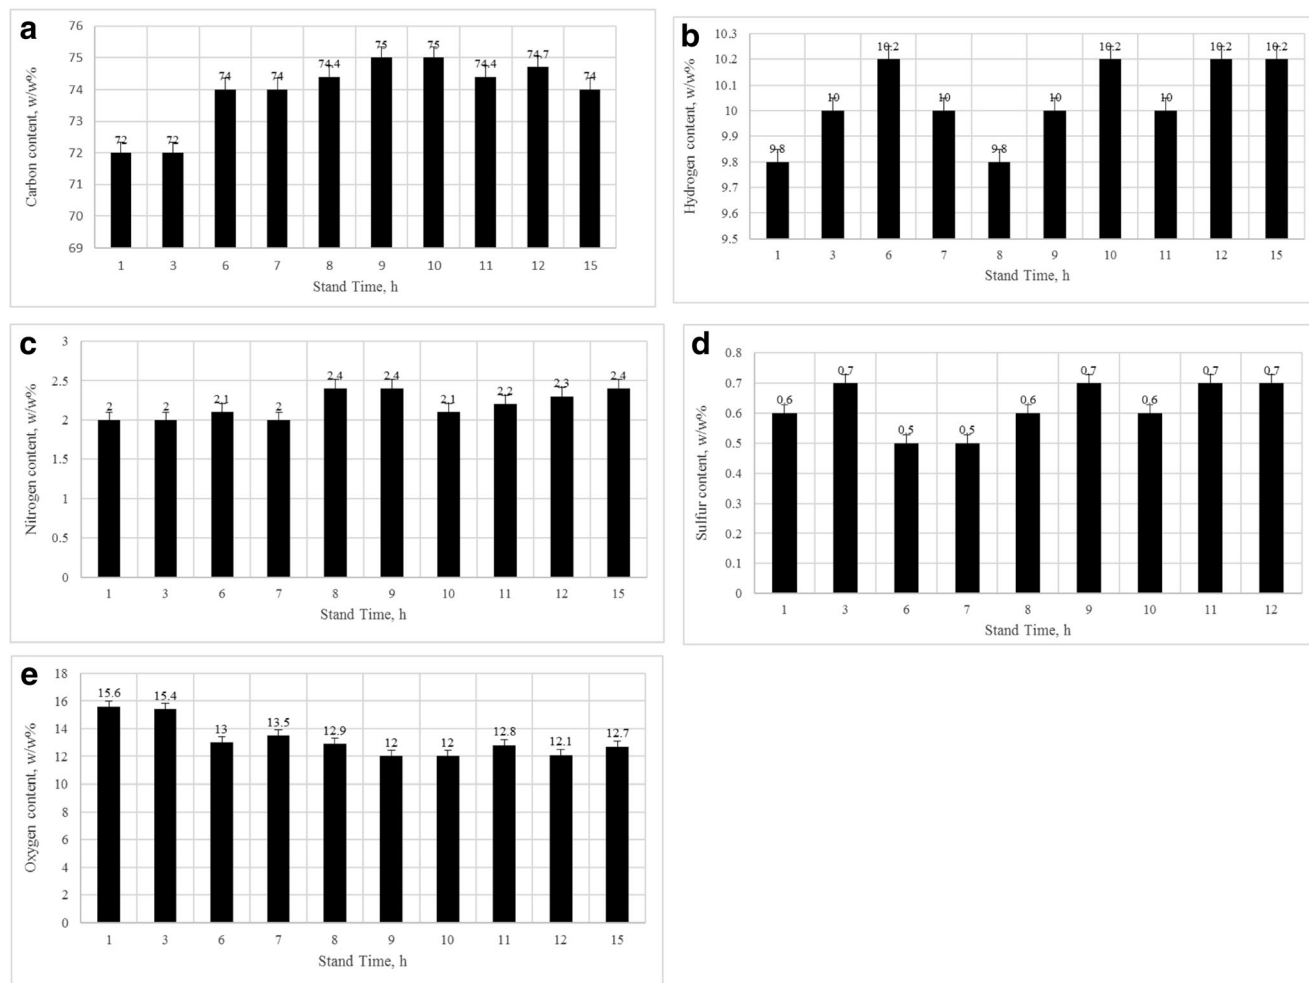 a
76
75
74
73
72
71
70
69
Carbon content, w/w%
72 72 74 74 74.4 75 75 74.4 74.7 74
1 3 6 7 8 9 10 11 12 15
Stand Time, h
b
10.3
10.2
10.1
10
9.9
9.8
9.7
9.6
9.5
Hydrogen content, w/w%
9.8 10 10.2 10 9.8 10 10.2 10 10.2 10.2
1 3 6 7 8 9 10 11 12 15
Stand Time, h
c
3
2.5
2
1.5
1
0.5
0
Nitrogen content, w/w%
2 2 2.1 2 2.4 2.4 2.1 2.2 2.3 2.4
1 3 6 7 8 9 10 11 12 15
Stand Time, h
d
0.8
0.7
0.6
0.5
0.4
0.3
0.2
0.1
0
Sulfur content, w/w%
0.6 0.7 0.5 0.5 0.6 0.7 0.6 0.7 0.7
1 3 6 7 8 9 10 11 12
Stand Time, h
e
18
16
14
12
10
8
6
4
2
0
Oxygen content, w/w%
15.6 15.4 13 13.5 12.9 12 12 12.8 12.1 12.7
1 3 6 7 8 9 10 11 12 15
Stand Time, h